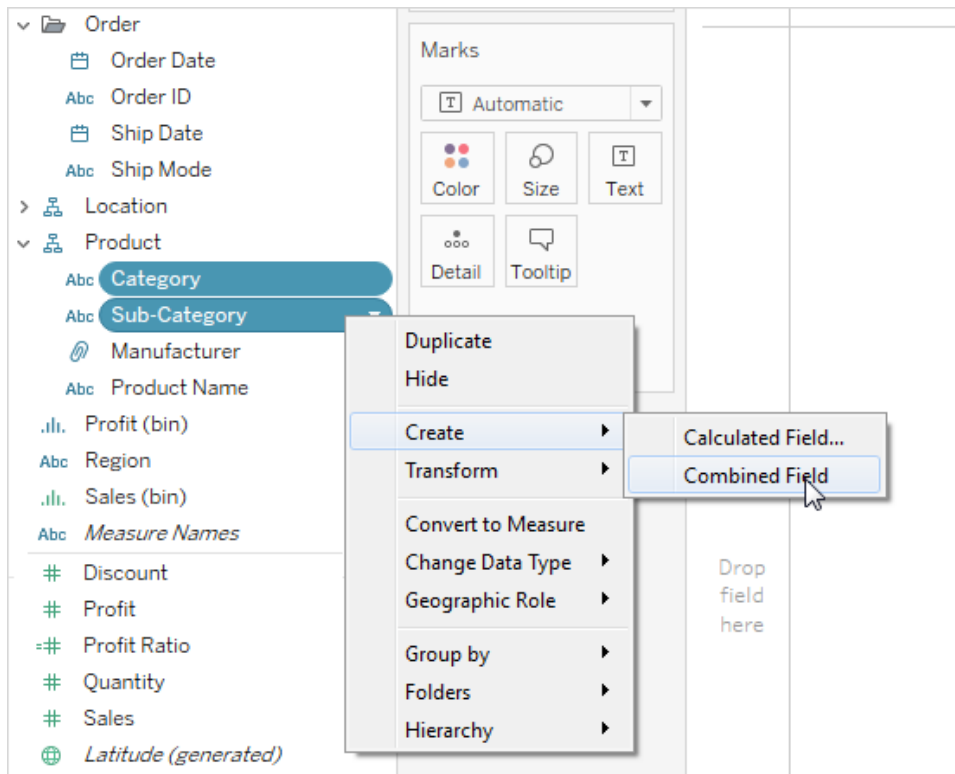 Order
Order Date
Abc Order ID
Ship Date
Abc Ship Mode
Location
Product
Abc Category
Abc Sub-Category
Manufacturer
Abc Product Name
Profit (bin)
Abc Region
Sales (bin)
Abc Measure Names
# Discount
# Profit
=# Profit Ratio
# Quantity
# Sales
Latitude (generated)
Marks
T Automatic
Color
Size
T
Text
Detail
Tooltip
Duplicate
Hide
Create
Transform
Convert to Measure
Change Data Type
Geographic Role
Group by
Folders
Hierarchy
Calculated Field...
Combined Field
Drop
field
here